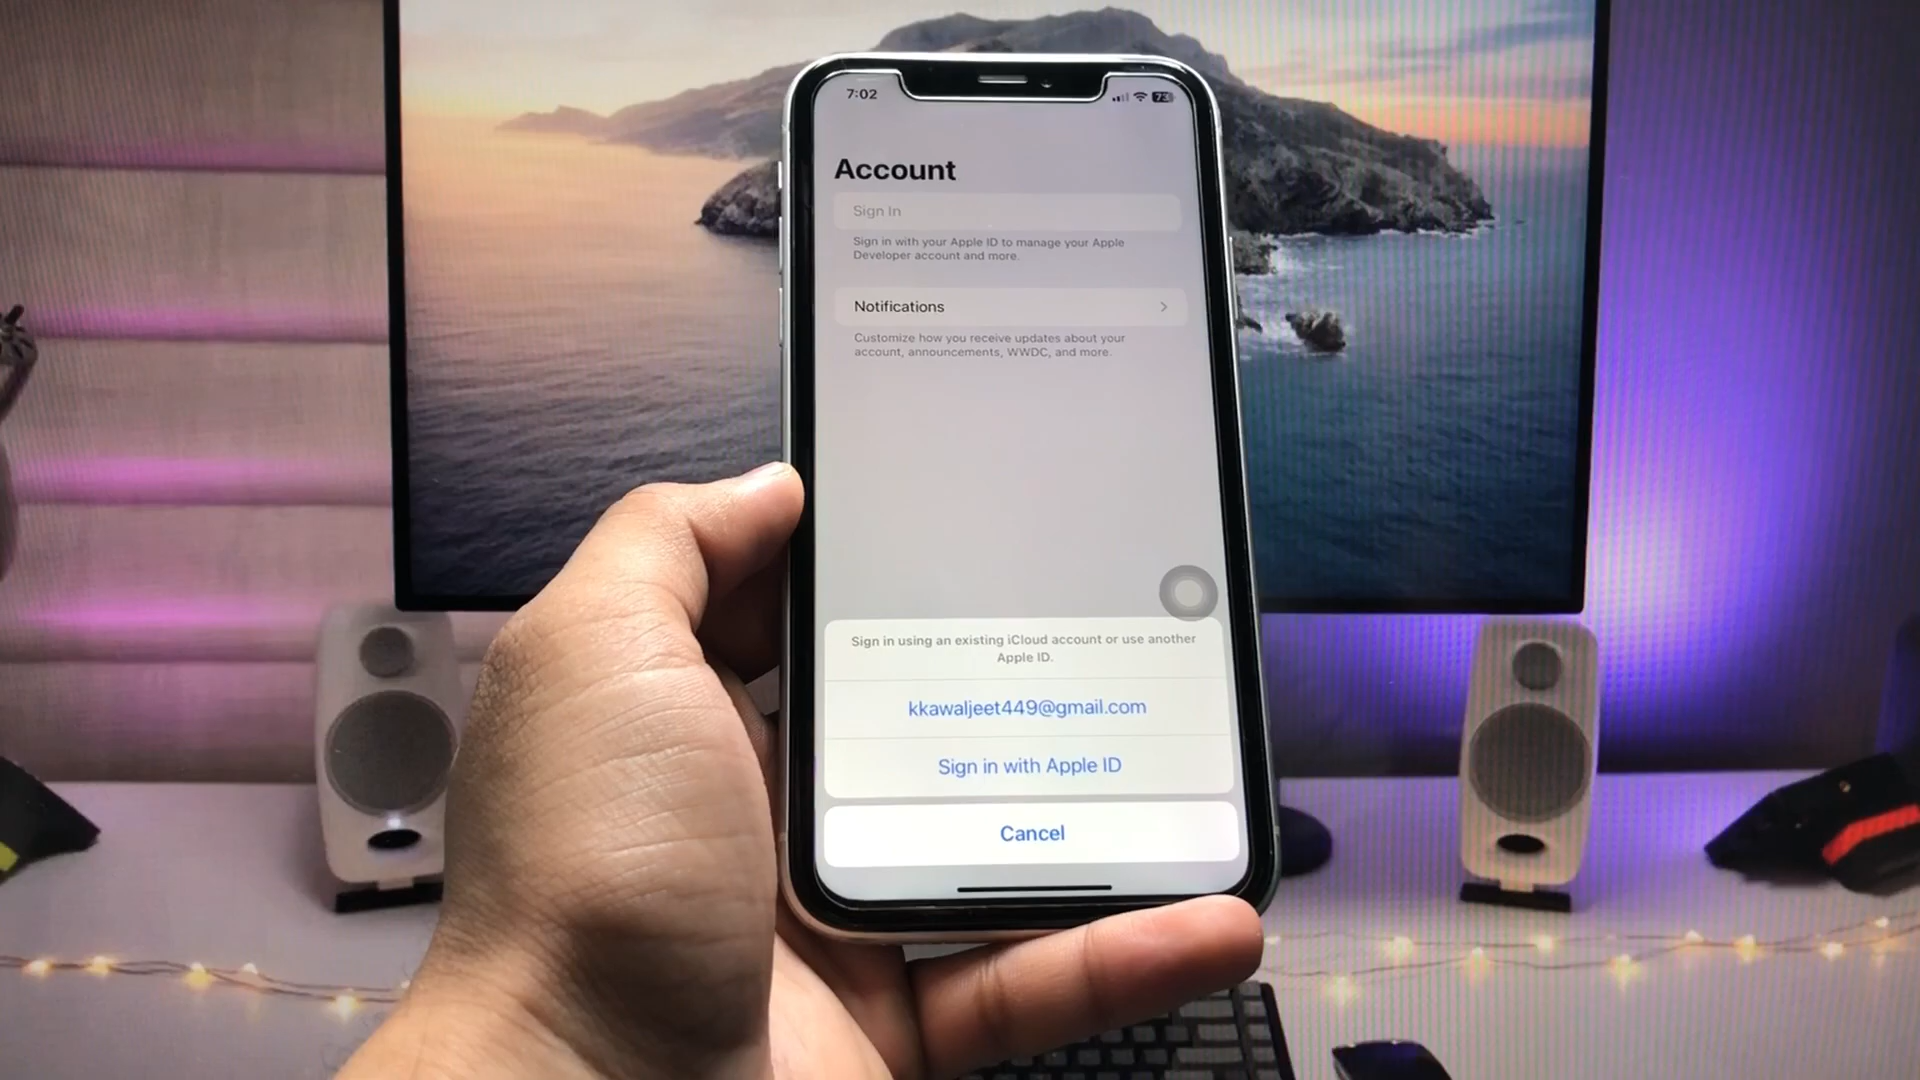 7:02
73
Account
Sign In
Sign in with your Apple ID to manage your Apple
Developer account and more.
Notifications
Customize how you receive updates about your
account, announcements, WWDC, and more.
Sign in using an existing iCloud account or use another
Apple ID.
kkawaljeet449@gmail.com
Sign in with Apple ID
Cancel